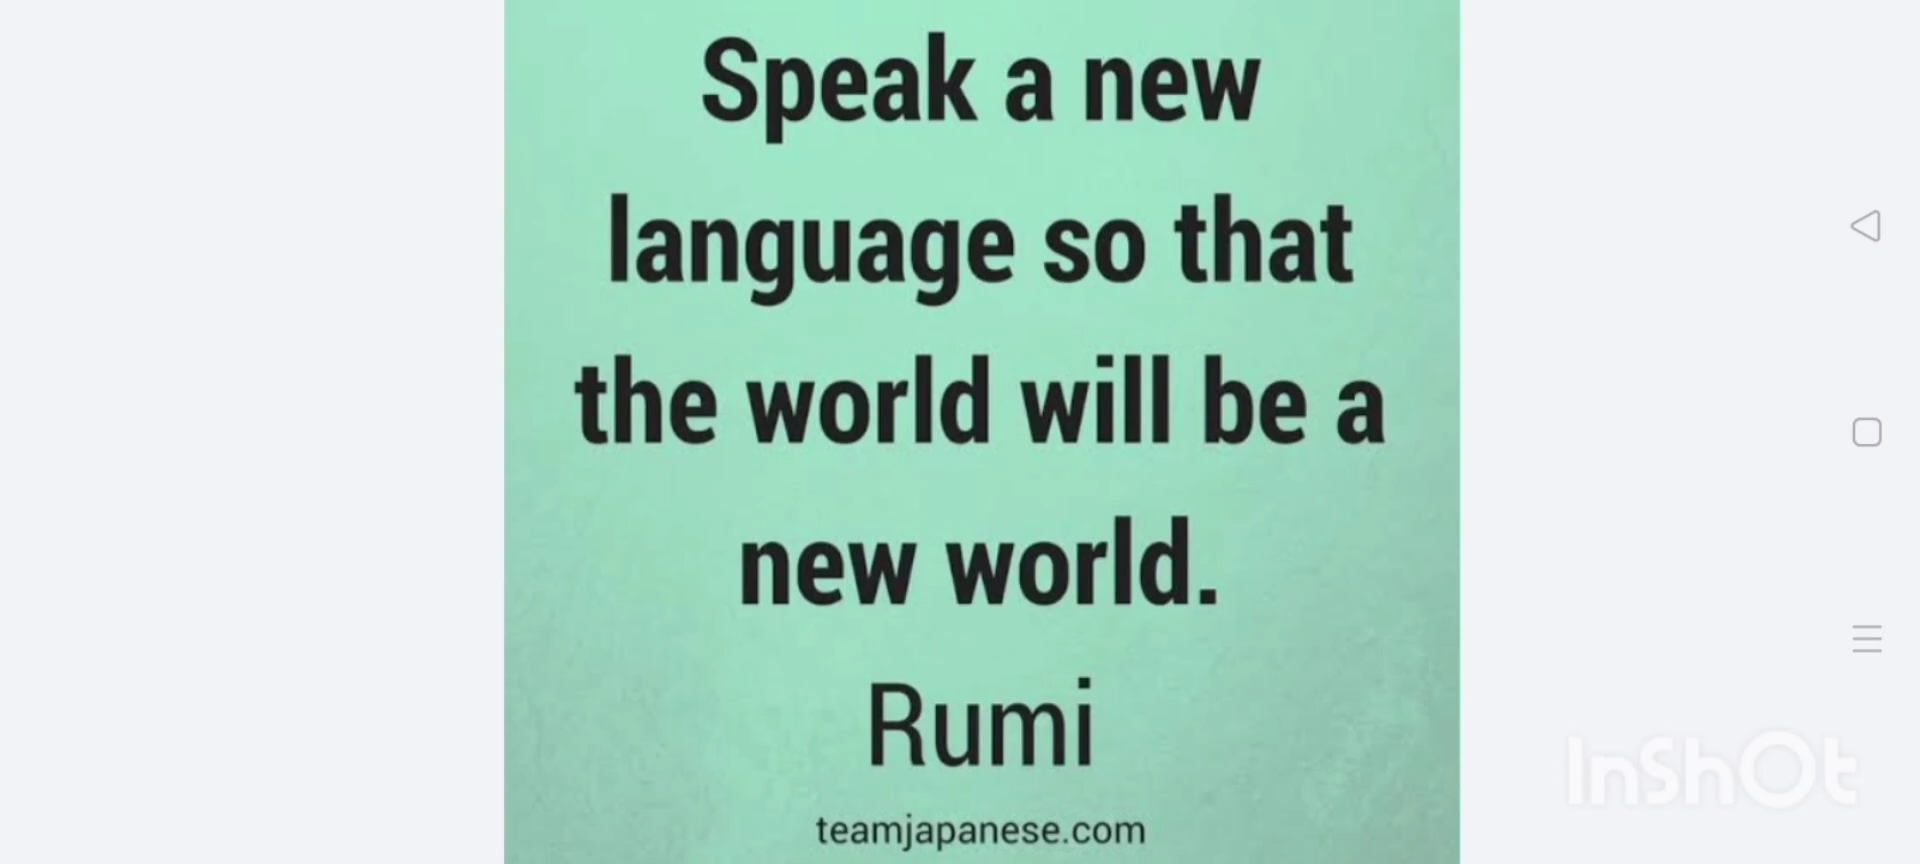 Speak a new
language so that
the world will be a
new world.
Rumi
teamjapanese.com
InShOt